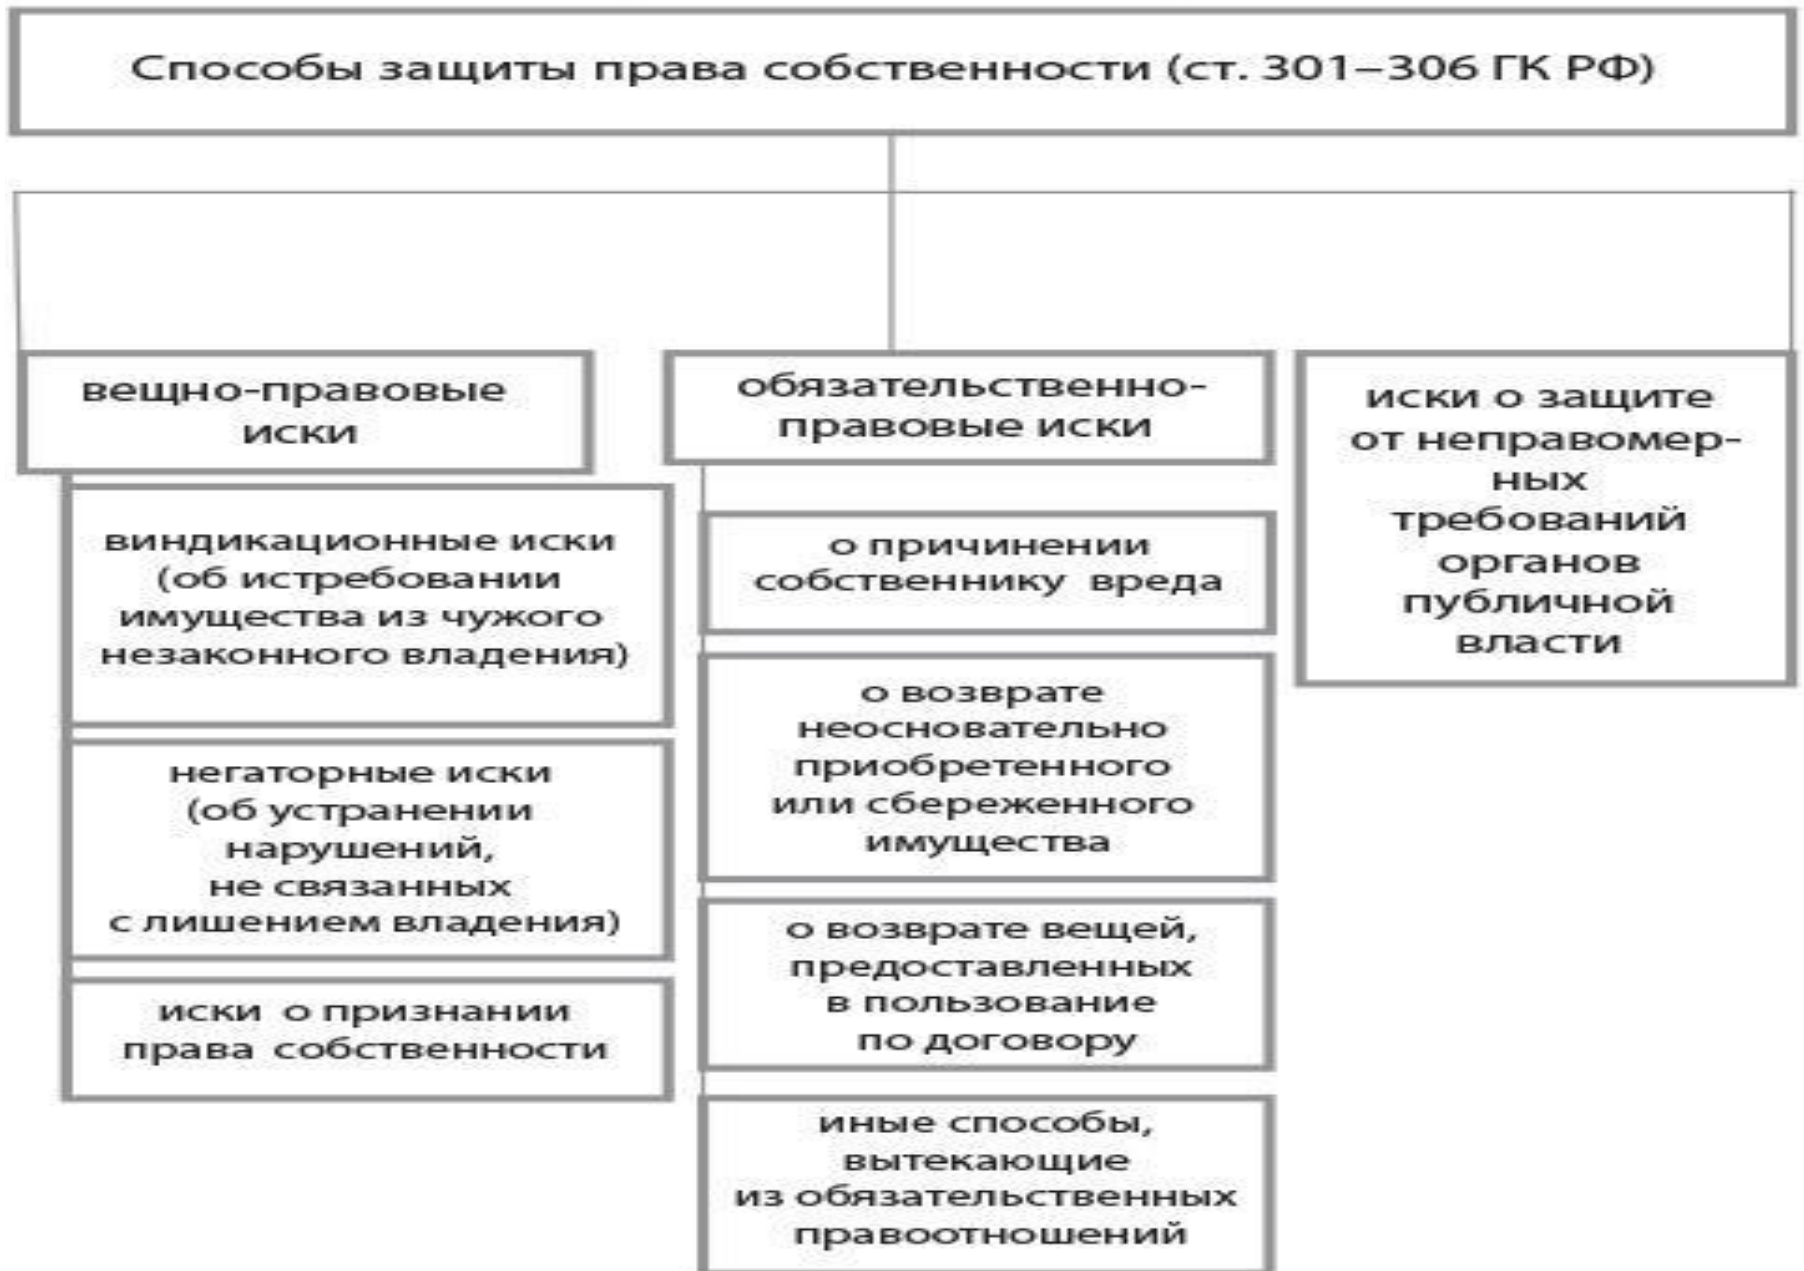 Способы защиты права собственности (ст. 301–306 ГК РФ)
вещно-правовые
иски
виндикационные иски
(об истребовании
имущества из чужого
незаконного владения)
негаторные иски
(об устранении
нарушений,
не связанных
с лишением владения)
иски о признании
права собственности
обязательственно-
правовые иски
о причинении
собственнику вреда
о возврате
неосновательно
приобретенного
или сбереженного
имущества
о возврате вещей,
предоставленных
в пользование
по договору
иные способы,
вытекающие
из обязательственных
правоотношений
иски о защите
от неправомер-
ных
требований
органов
публичной
власти